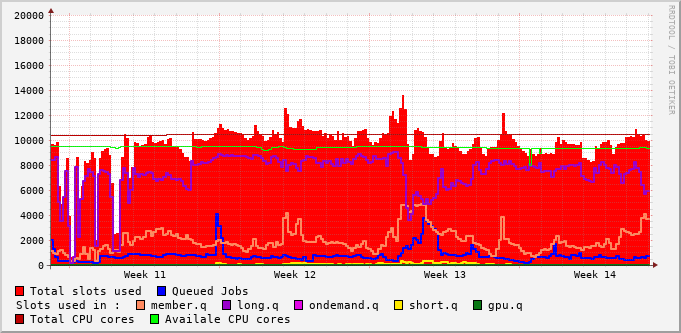 RRDTOOL / TOBI OETIKER
20000
18000
16000
14000
12000
10000
8000
6000
4000
2000
0
Week 11 Week 12 Week 13 Week 14
Total slots used Queued Jobs
Slots used in : member.q long.q ondemand.q short.q gpu.q
Total CPU cores Availale CPU cores